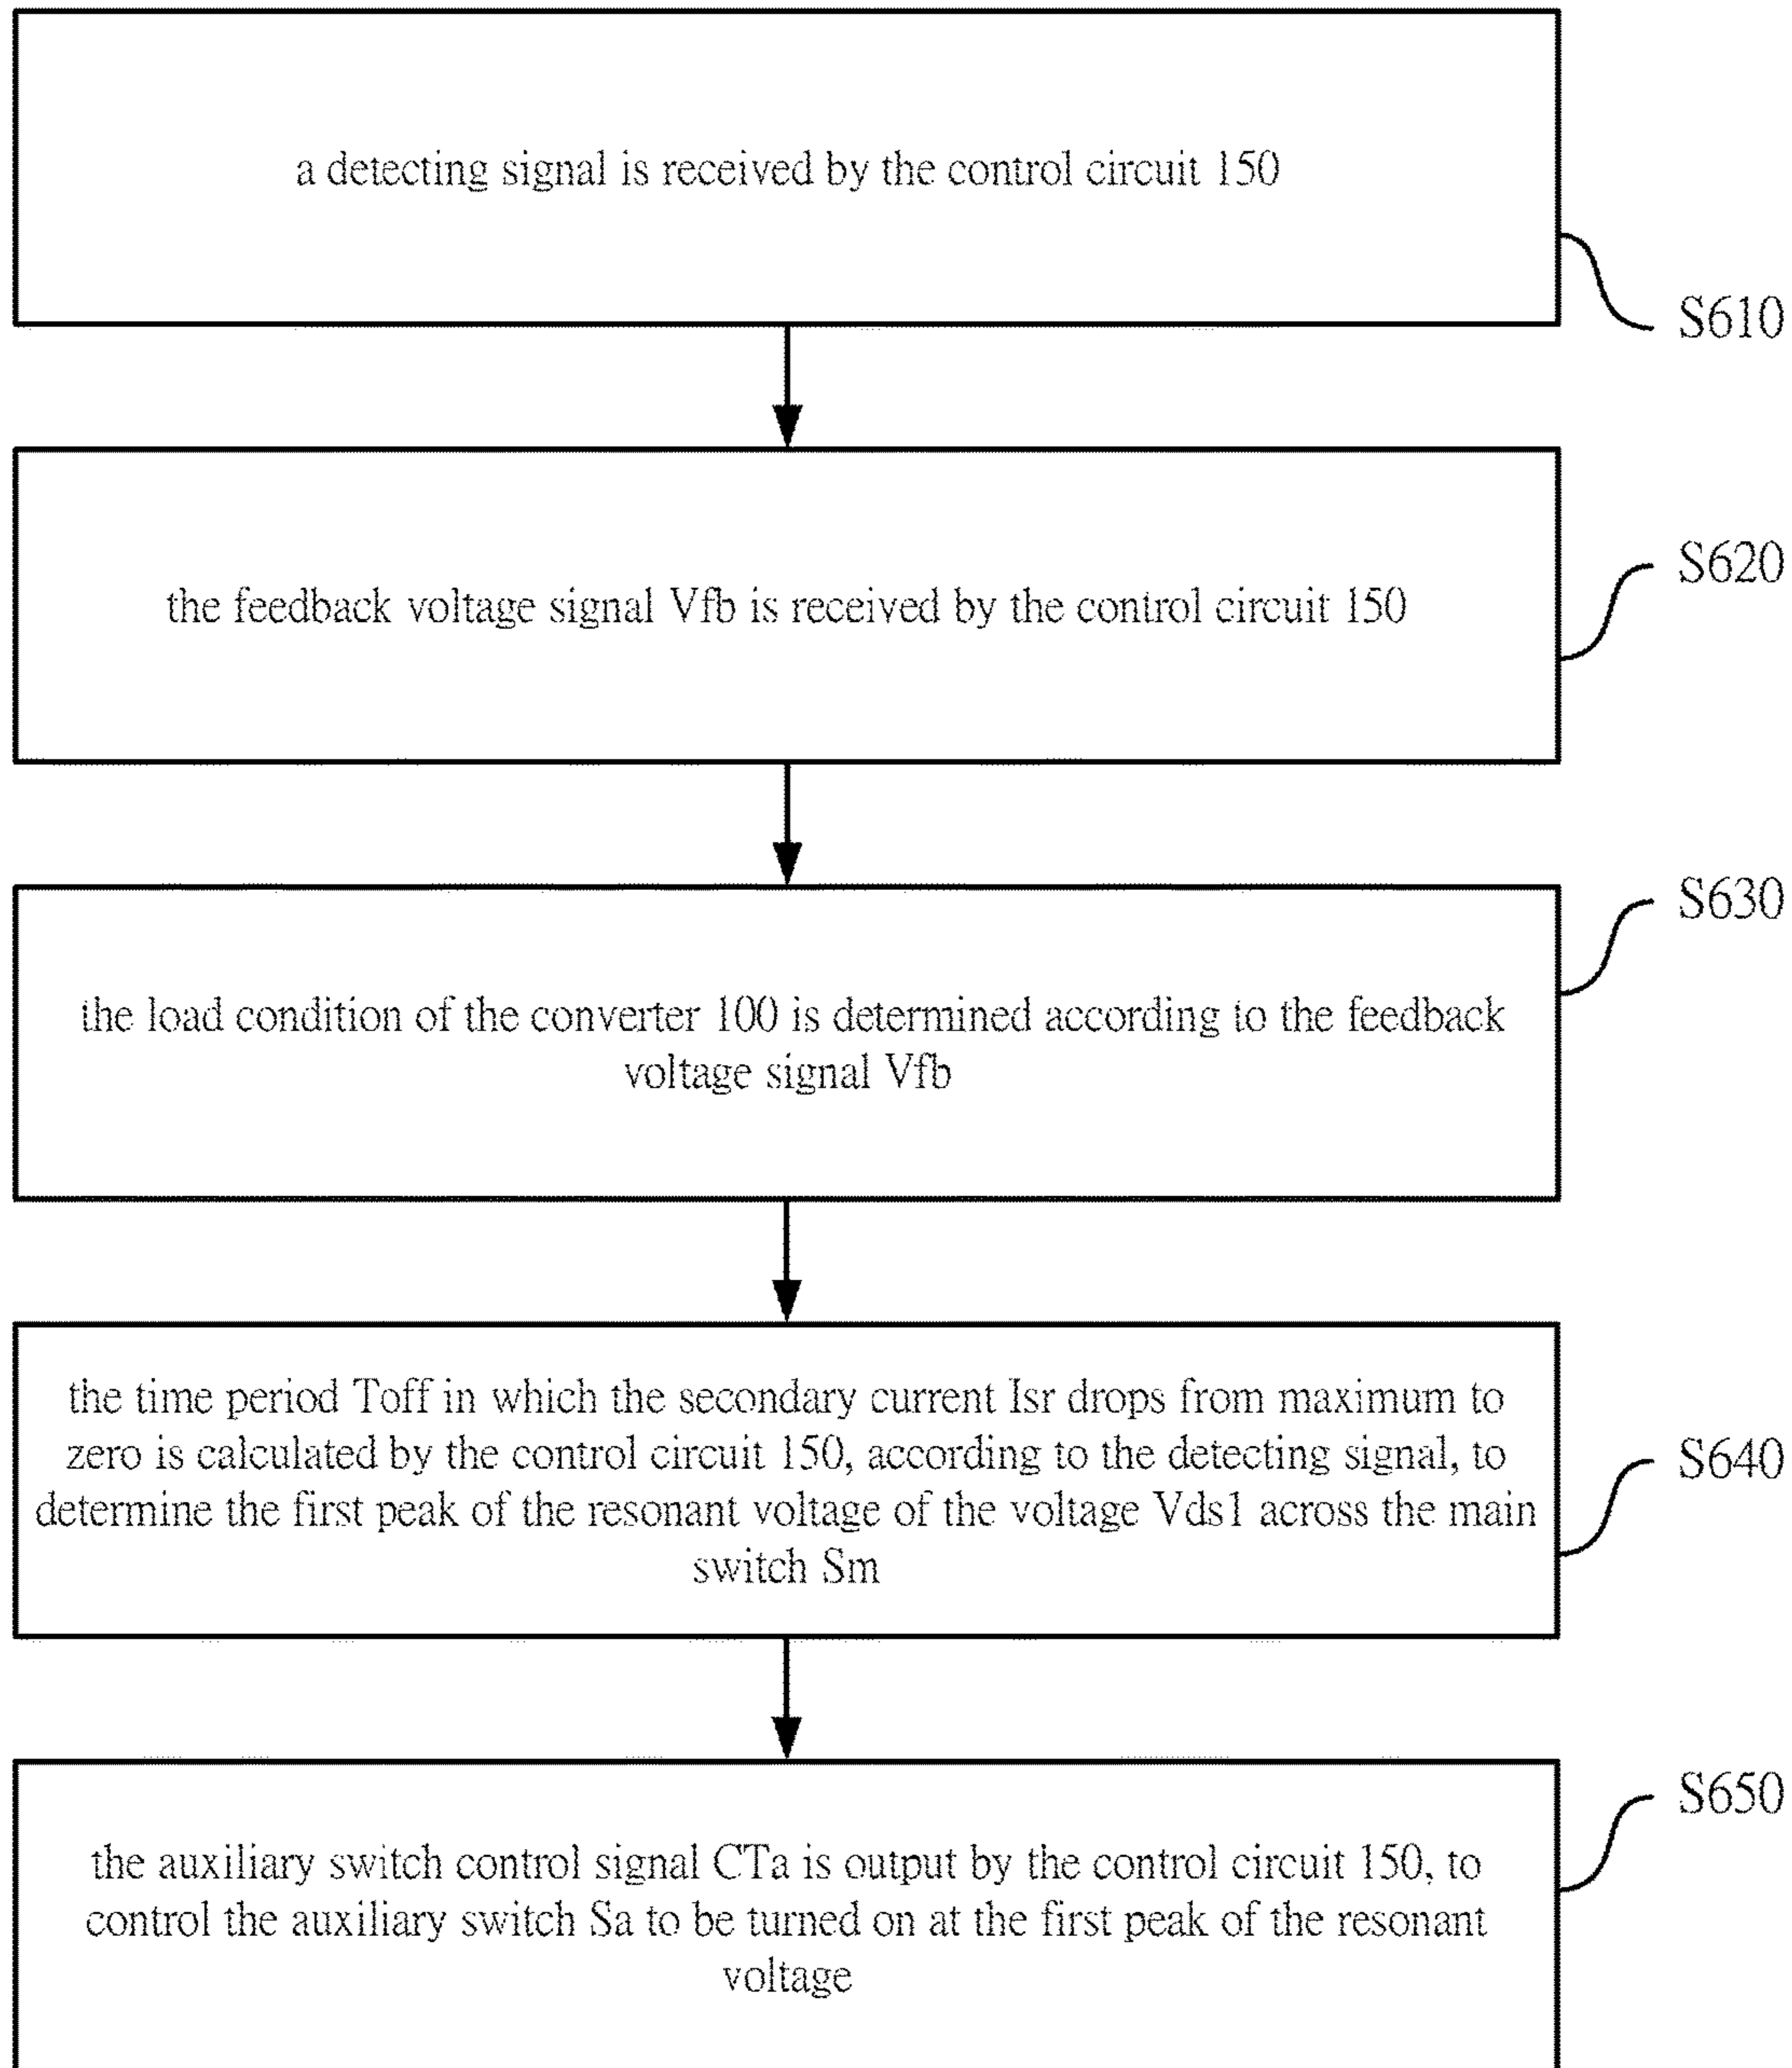 a detecting signal is received by the control circuit 150
S610
the feedback voltage signal Vfb is received by the control circuit 150
S620
the load condition of the converter 100 is determined according to the feedback
voltage signal Vfb
S630
the time period Toff in which the secondary current Isr drops from maximum to
zero is calculated by the control circuit 150, according to the detecting signal, to
determine the first peak of the resonant voltage of the voltage Vds1 across the main
switch Sm
S640
the auxiliary switch control signal CTa is output by the control circuit 150, to
control the auxiliary switch Sa to be turned on at the first peak of the resonant
voltage
S650